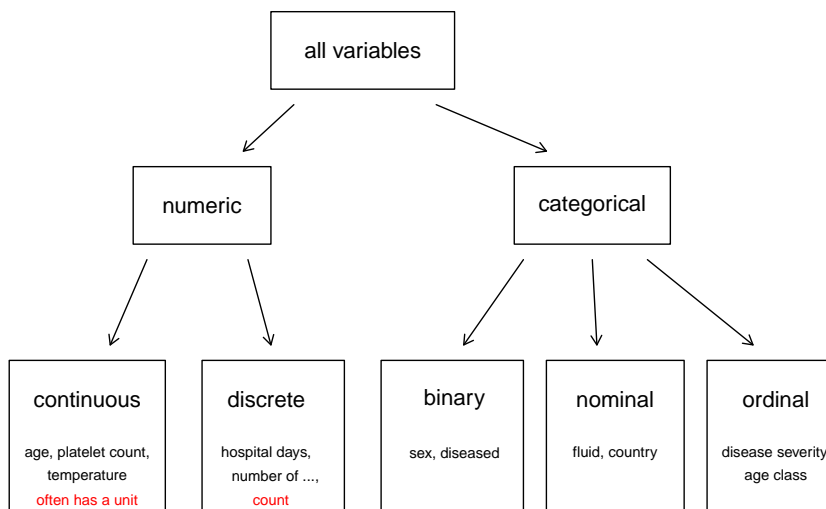 all variables
numeric
categorical
continuous
age, platelet count,
temperature
often has a unit
discrete
hospital days,
number of ...,
count
binary
sex, diseased
nominal
fluid, country
ordinal
disease severity
age class